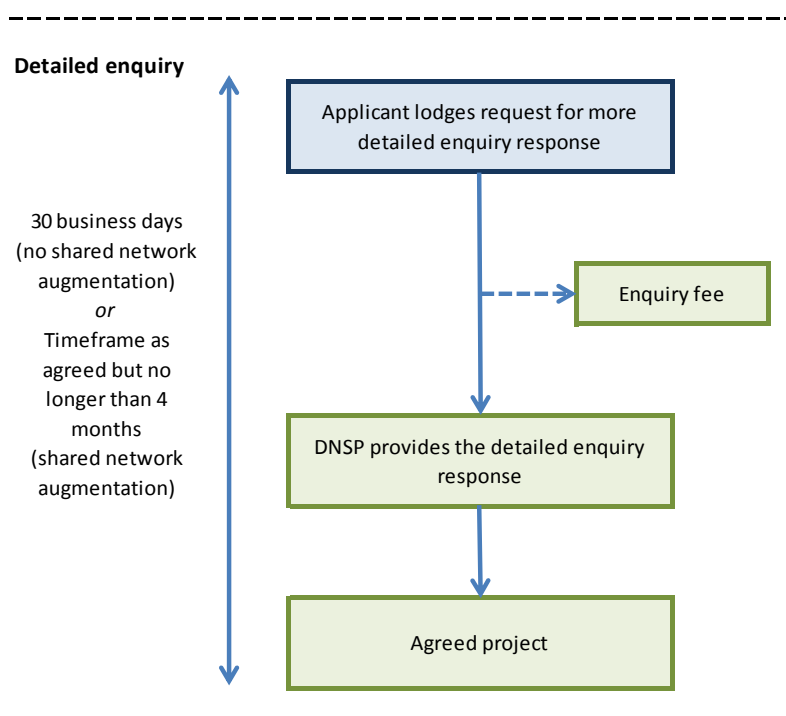 Detailed enquiry
Applicant lodges request for more
detailed enquiry response
30 business days
(no shared network
augmentation)
or
Timeframe as
agreed but no
longer than 4
months
(shared network
augmentation)
Enquiry fee
DNSP provides the detailed enquiry
response
Agreed project